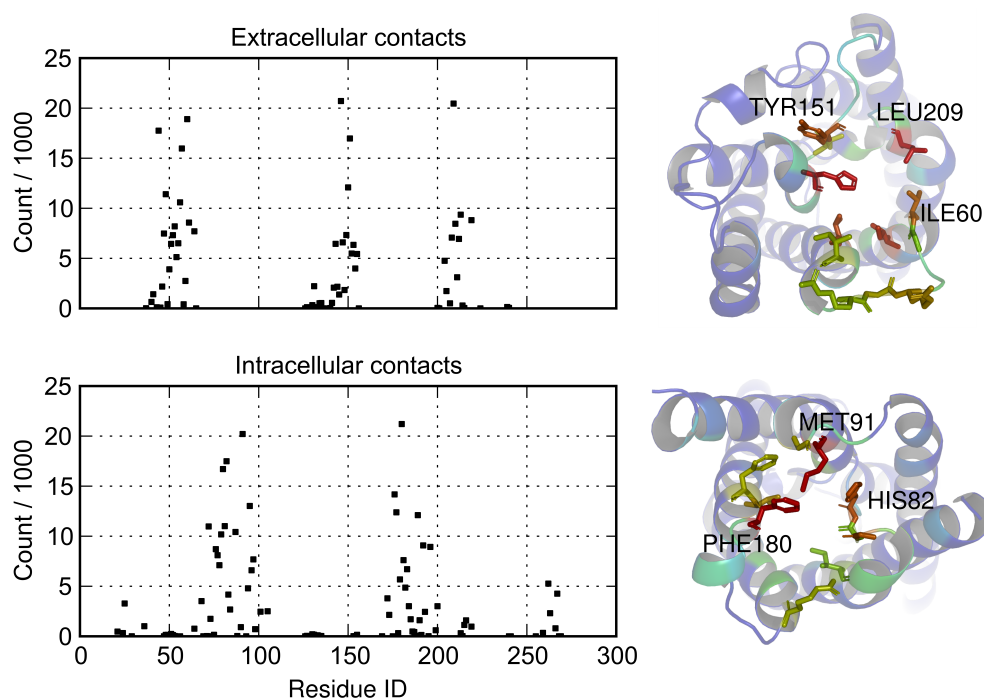 Extracellular contacts
25
20
15
10
5
0
Count / 1000
TYR151
LEU209
ILE60
Intracellular contacts
25
20
15
10
5
0
Count / 1000
0 50 100 150 200 250 300
Residue ID
MET91
HIS82
PHE180